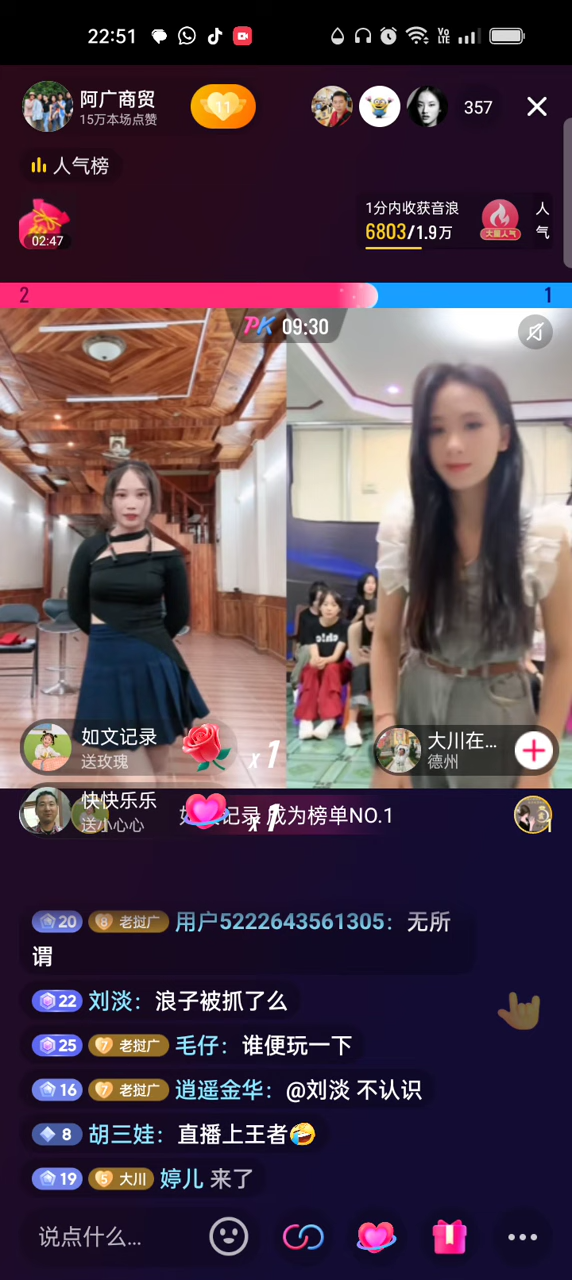 22:51
Vo
LTE
阿广商贸
15万本场点赞
11
357
人气榜
02:47
1分内收获音浪
6803/1.9万
大雁人气
人
气
2
1
PK 09:30
如文记录
送玫瑰
x 1
大川在...
德州
快快乐乐
送小心心
x 1
记录 成为榜单NO.1
20 8 老挝广 用户5222643561305: 无所
谓
22 刘淡: 浪子被抓了么
25 7 老挝广 毛仔: 谁便玩一下
16 7 老挝广 逍遥金华: @刘淡 不认识
8 胡三娃: 直播上王者🤣
19 5 大川 婷儿 来了
说点什么...